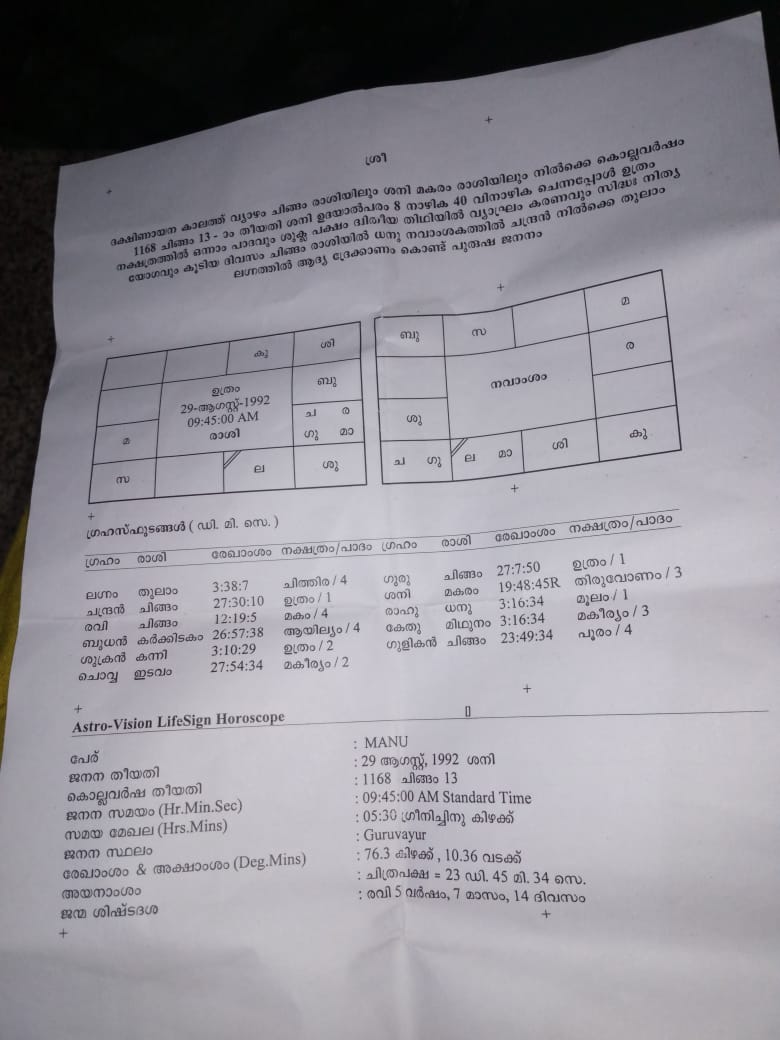 ശ്രീ
ദക്ഷിണായന കാലത്ത് വ്യാഴം ചിങ്ങം രാശിയിലും ശനി മകരം രാശിയിലും നിൽക്കെ കൊല്ലവർഷം
1168 ചിങ്ങം 13 - ാം തീയതി ശനി ഉദയാൽപരം 8 നാഴിക 40 വിനാഴിക ചെന്നപ്പോൾ ഉത്രം
നക്ഷത്രത്തിൽ ഒന്നാം പാദവും ശുക്ല പക്ഷം ദ്വിതീയ തിഥിയിൽ വ്യാഘ്രം കരണവും സിദ്ധഃ നിത്യ
യോഗവും കൂടിയ ദിവസം ചിങ്ങം രാശിയിൽ ധനു നവാംശകത്തിൽ ചന്ദ്രൻ നിൽക്കെ തുലാം
ലഗ്നത്തിൽ ആദ്യ ദ്രേക്കാണം കൊണ്ട് പുരുഷ ജനനം
കു ശി
ബു
മ
ച ര
ഗു മാ
സ ല ശു
ഉത്രം
29-ആഗസ്റ്റ്-1992
09:45:00 AM
രാശി
ബു സ മ
ര
ശു
ച ഗു ല മാ ശി കു
നവാംശം
ഗ്രഹസ്ഫുടങ്ങൾ ( ഡി. മി. സെ. )
ഗ്രഹം രാശി രേഖാംശം നക്ഷത്രം/പാദം ഗ്രഹം രാശി രേഖാംശം നക്ഷത്രം/പാദം
ലഗ്നം തുലാം 3:38:7 ചിത്തിര / 4 ഗുരു ചിങ്ങം 27:7:50 ഉത്രം / 1
ചന്ദ്രൻ ചിങ്ങം 27:30:10 ഉത്രം / 1 ശനി മകരം 19:48:45R തിരുവോണം / 3
രവി ചിങ്ങം 12:19:5 മകം / 4 രാഹു ധനു 3:16:34 മൂലം / 1
ബുധൻ കർക്കിടകം 26:57:38 ആയില്യം / 4 കേതു മിഥുനം 3:16:34 മകീര്യം / 3
ശുക്രൻ കന്നി 3:10:29 ഉത്രം / 2 ഗുളികൻ ചിങ്ങം 23:49:34 പൂരം / 4
ചൊവ്വ ഇടവം 27:54:34 മകീര്യം / 2
Astro-Vision LifeSign Horoscope
പേര് : MANU
ജനന തീയതി : 29 ആഗസ്റ്റ്, 1992 ശനി
കൊല്ലവർഷ തീയതി : 1168 ചിങ്ങം 13
ജനന സമയം (Hr.Min.Sec) : 09:45:00 AM Standard Time
സമയ മേഖല (Hrs.Mins) : 05:30 ഗ്രീനിച്ചിനു കിഴക്ക്
ജനന സ്ഥലം : Guruvayur
രേഖാംശം & അക്ഷാംശം (Deg.Mins) : 76.3 കിഴക്ക് , 10.36 വടക്ക്
അയനാംശം : ചിത്രപക്ഷ = 23 ഡി. 45 മി. 34 സെ.
ജന്മ ശിഷ്ടദശ : രവി 5 വർഷം, 7 മാസം, 14 ദിവസം